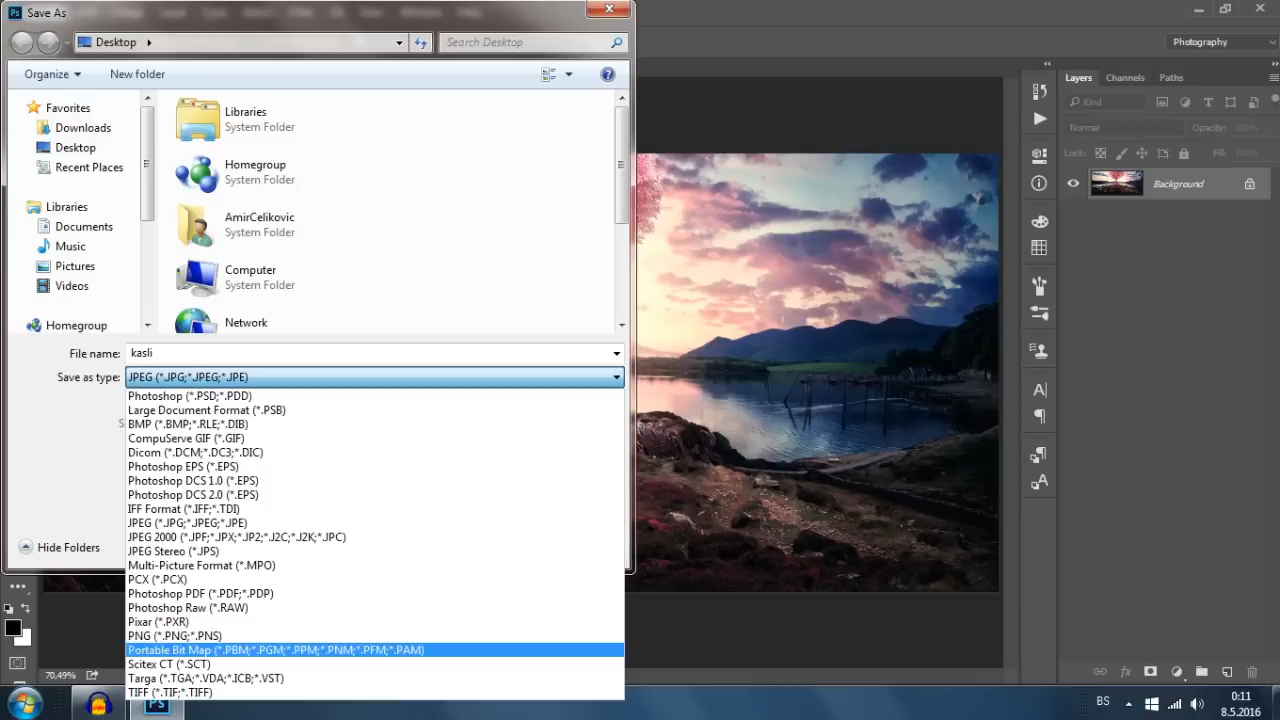 Save As
Desktop
Search Desktop
Photography
Organize
New folder
Layers
Channels
Paths
Kind
Normal
Opacity: 100%
Lock:
Fill: 100%
Background
Favorites
Downloads
Desktop
Recent Places
Libraries
Documents
Music
Pictures
Videos
Homegroup
Libraries
System Folder
Homegroup
System Folder
AmirCelikovic
System Folder
Computer
System Folder
Network
File name:
kasli
Save as type:
JPEG (*.JPG;*.JPEG;*.JPE)
Photoshop (*.PSD;*.PDD)
Large Document Format (*.PSB)
BMP (*.BMP;*.RLE;*.DIB)
CompuServe GIF (*.GIF)
Dicom (*.DCM;*.DC3;*.DIC)
Photoshop EPS (*.EPS)
Photoshop DCS 1.0 (*.EPS)
Photoshop DCS 2.0 (*.EPS)
IFF Format (*.IFF;*.TDI)
JPEG (*.JPG;*.JPEG;*.JPE)
JPEG 2000 (*.JPF;*.JPX;*.JP2;*.J2C;*.J2K;*.JPC)
JPEG Stereo (*.JPS)
Multi-Picture Format (*.MPO)
PCX (*.PCX)
Photoshop PDF (*.PDF;*.PDP)
Photoshop Raw (*.RAW)
Pixar (*.PXR)
PNG (*.PNG;*.PNS)
Portable Bit Map (*.PBM;*.PGM;*.PPM;*.PNM;*.PFM;*.PAM)
Scitex CT (*.SCT)
Targa (*.TGA;*.VDA;*.ICB;*.VST)
TIFF (*.TIF;*.TIFF)
Hide Folders
70,49%
Ps
BS
0:11
8.5.2016